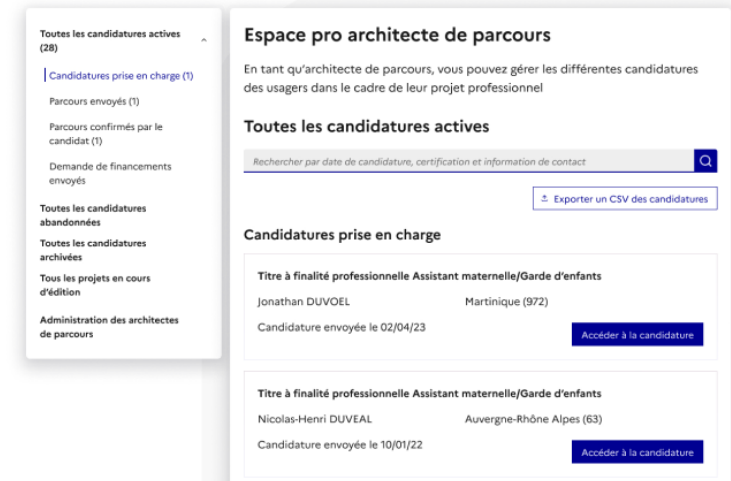 Toutes les candidatures actives
(28)
Candidatures prise en charge (1)
Parcours envoyés (1)
Parcours confirmés par le
candidat (1)
Demande de financements
envoyés
Toutes les candidatures
abandonnées
Toutes les candidatures
archivées
Tous les projets en cours
d'édition
Administration des architectes
de parcours
Espace pro architecte de parcours
En tant qu'architecte de parcours, vous pouvez gérer les différentes candidatures
des usagers dans le cadre de leur projet professionnel
Toutes les candidatures actives
Rechercher par date de candidature, certification et information de contact
Exporter un CSV des candidatures
Candidatures prise en charge
Titre à finalité professionnelle Assistant maternelle/Garde d'enfants
Jonathan DUVOEL Martinique (972)
Candidature envoyée le 02/04/23
Accéder à la candidature
Titre à finalité professionnelle Assistant maternelle/Garde d'enfants
Nicolas-Henri DUVEAL Auvergne-Rhône Alpes (63)
Candidature envoyée le 10/01/22
Accéder à la candidature